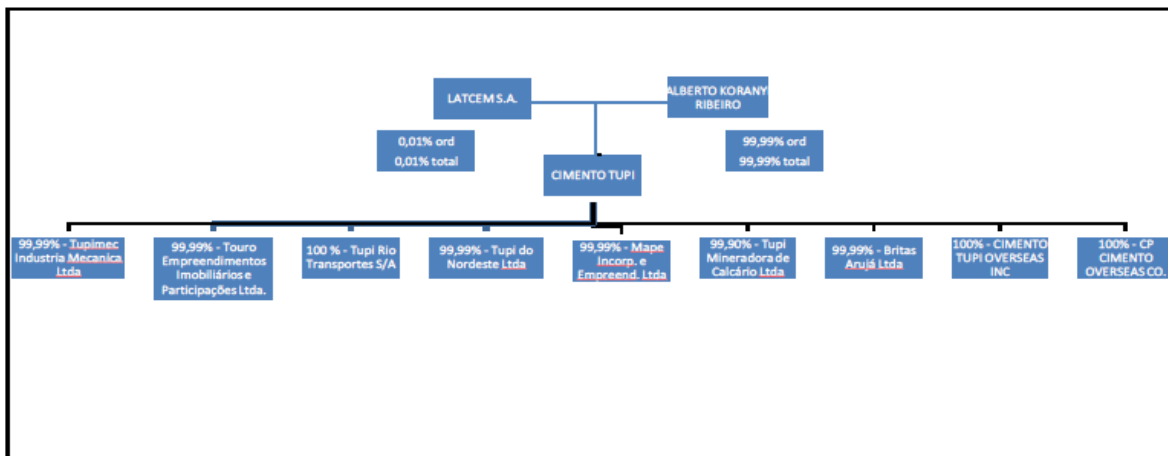 LATCEM S.A.
ALBERTO KORANY
RIBEIRO
0,01% ord
0,01% total
99,99% ord
99,99% total
CIMENTO TUPI
99,99% - Tupimec
Industria Mecanica
Ltda
99,99% - Touro
Empreendimentos
Imobiliários e
Participações Ltda.
100 % - Tupi Rio
Transportes S/A
99,99% - Tupi do
Nordeste Ltda
99,99% - Mape
Incorp. e
Empreend. Ltda
99,90% - Tupi
Mineradora de
Calcário Ltda
99,99% - Britas
Arujá Ltda
100% - CIMENTO
TUPI OVERSEAS
INC
100% - CP
CIMENTO
OVERSEAS CO.